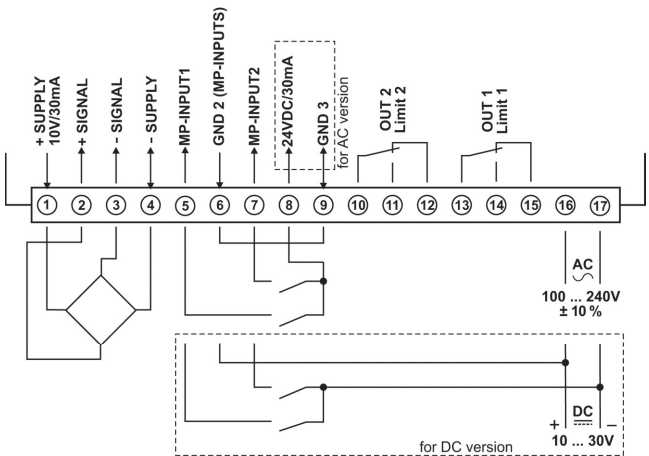 + SUPPLY
10V/30mA
+ SIGNAL
- SIGNAL
- SUPPLY
MP-INPUT1
GND 2 (MP-INPUTS)
MP-INPUT2
24VDC/30mA
GND 3
for AC version
OUT 2
Limit 2
OUT 1
Limit 1
1 2 3 4 5 6 7 8 9 10 11 12 13 14 15 16 17
AC
100 ... 240V
± 10 %
DC
+ –
10 ... 30V
for DC version